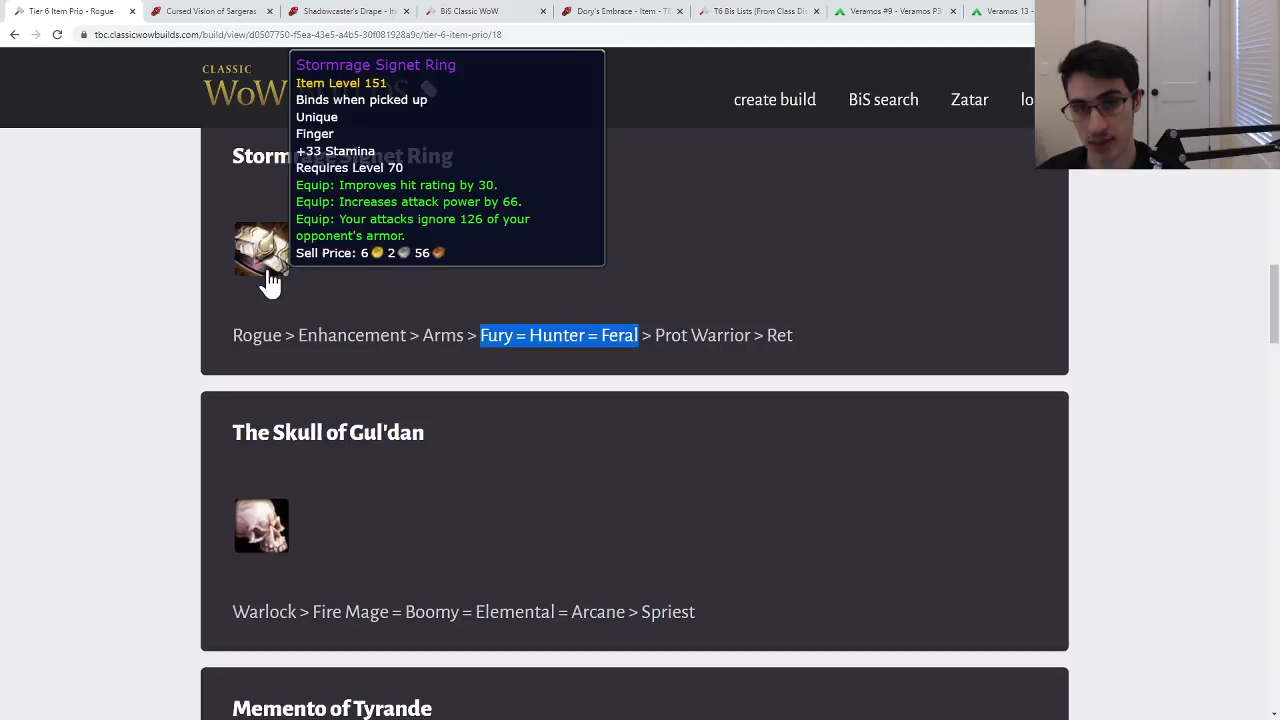 Tier 6 Item Prio - Rogue
Cursed Vision of Sargeras
Shadowcaster's Drape - Ite
BiS Classic WoW
Dory's Embrace - Item - T
T6 Bis Lists (From Class Di
Veramos #9 - Veramos P3
Veramos 13 -
tbc.classicwowbuilds.com/build/view/d0507750-f5ea-43e5-a4b5-30f081928a9c/tier-6-item-prio/18
CLASSIC
WoW
create build
BiS search
Zatar
lo
Stormrage Signet Ring
Item Level 151
Binds when picked up
Unique
Finger
+33 Stamina
Requires Level 70
Equip: Improves hit rating by 30.
Equip: Increases attack power by 66.
Equip: Your attacks ignore 126 of your
opponent's armor.
Sell Price: 6 2 56
Stormrage Signet Ring
Rogue > Enhancement > Arms > Fury = Hunter = Feral > Prot Warrior > Ret
The Skull of Gul'dan
Warlock > Fire Mage = Boomy = Elemental = Arcane > Spriest
Memento of Tyrande